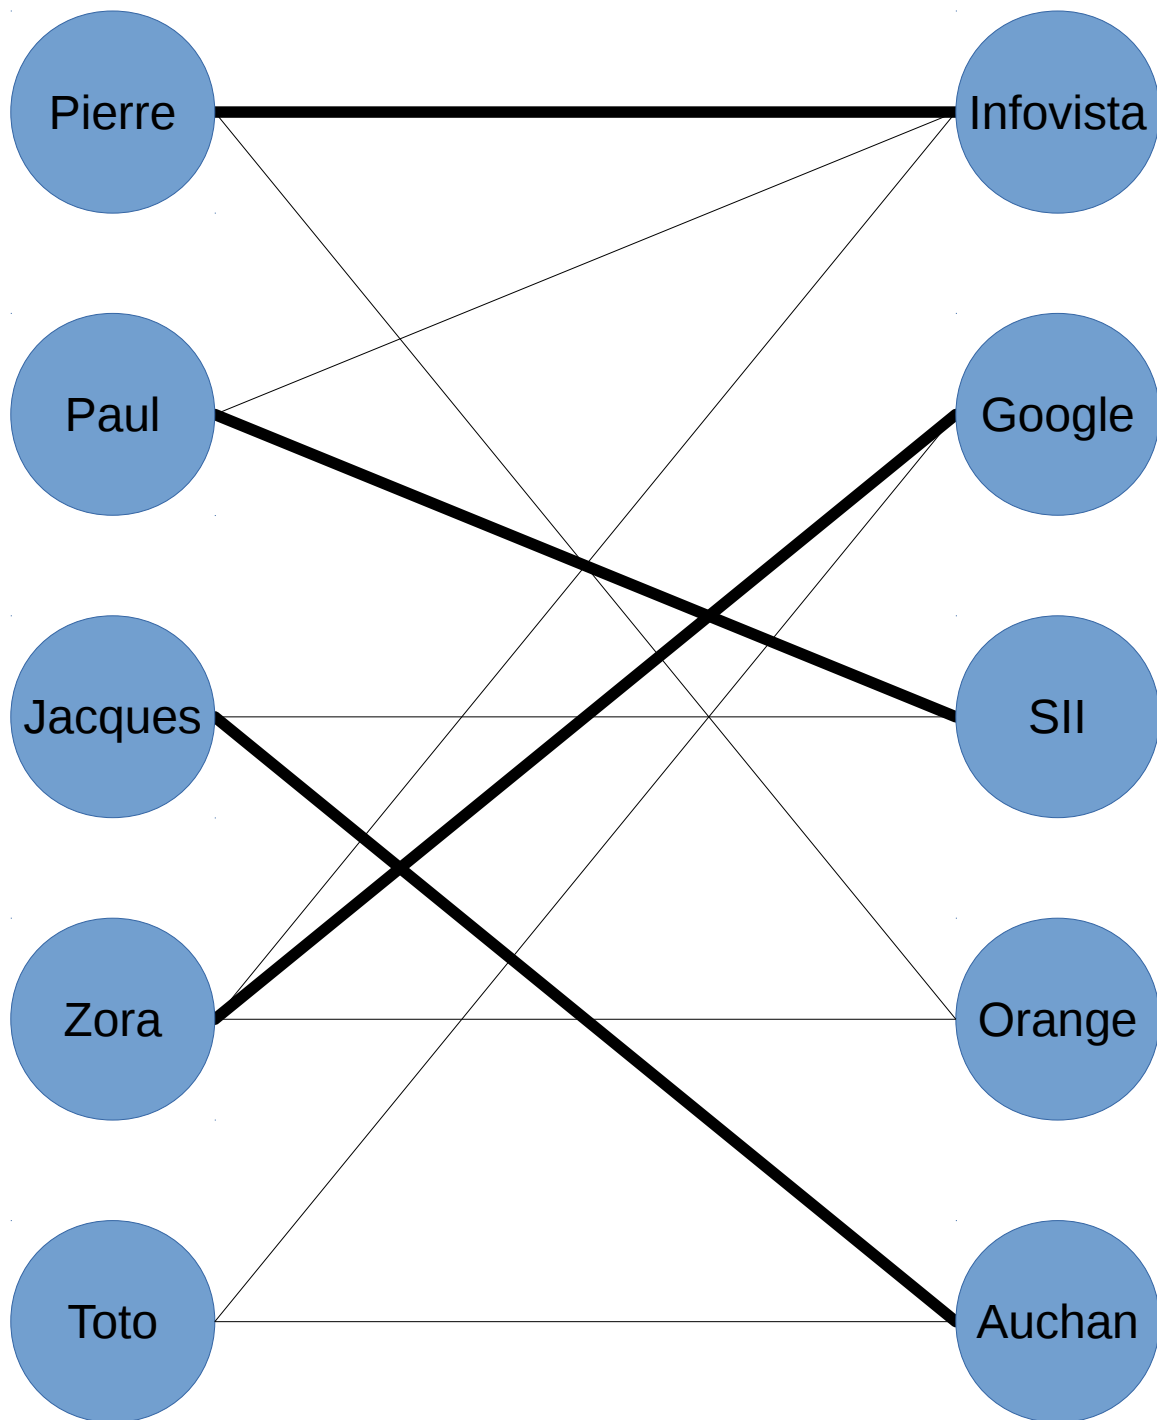 Pierre
Infovista
Paul
Google
Jacques
SII
Zora
Orange
Toto
Auchan